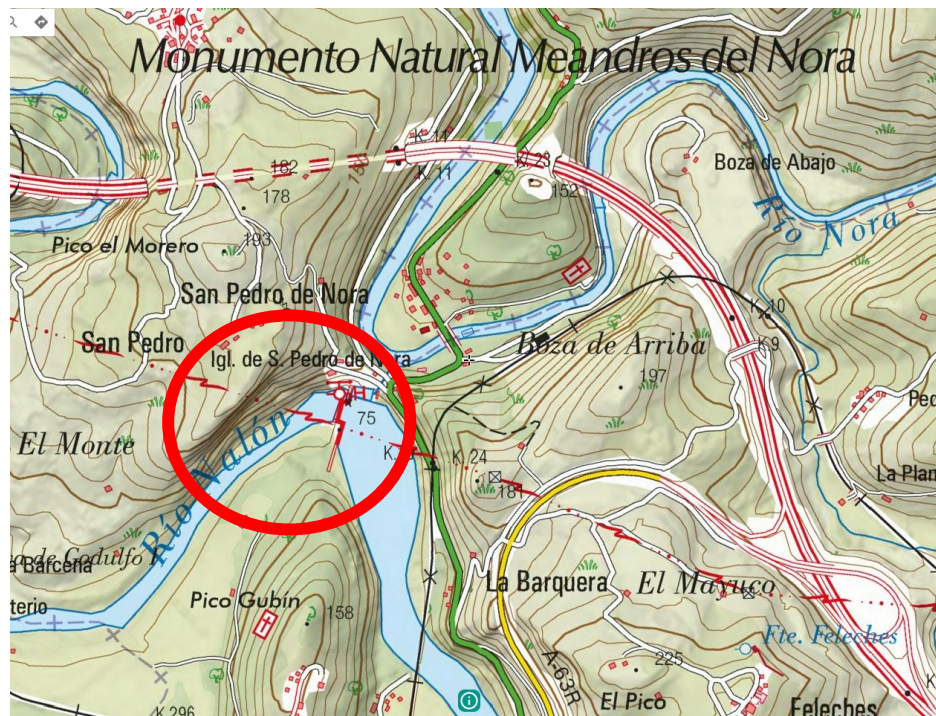 Monumento Natural Meandros del Nora
K. 11
K. 11
182
K. 23
178
152
Boza de Abajo
Río Nora
193
Pico el Morero
San Pedro de Nora
K. 10
San Pedro
Igl. de S. Pedro de Nora
Boza de Arriba
K. 9
197
75
El Monte
K. 24
Río Nalón
181
La Barquera
El Mayuco
Pico Gubín
158
Fte. Feleches
225
A-63R
El Pico
Feleches
K 296